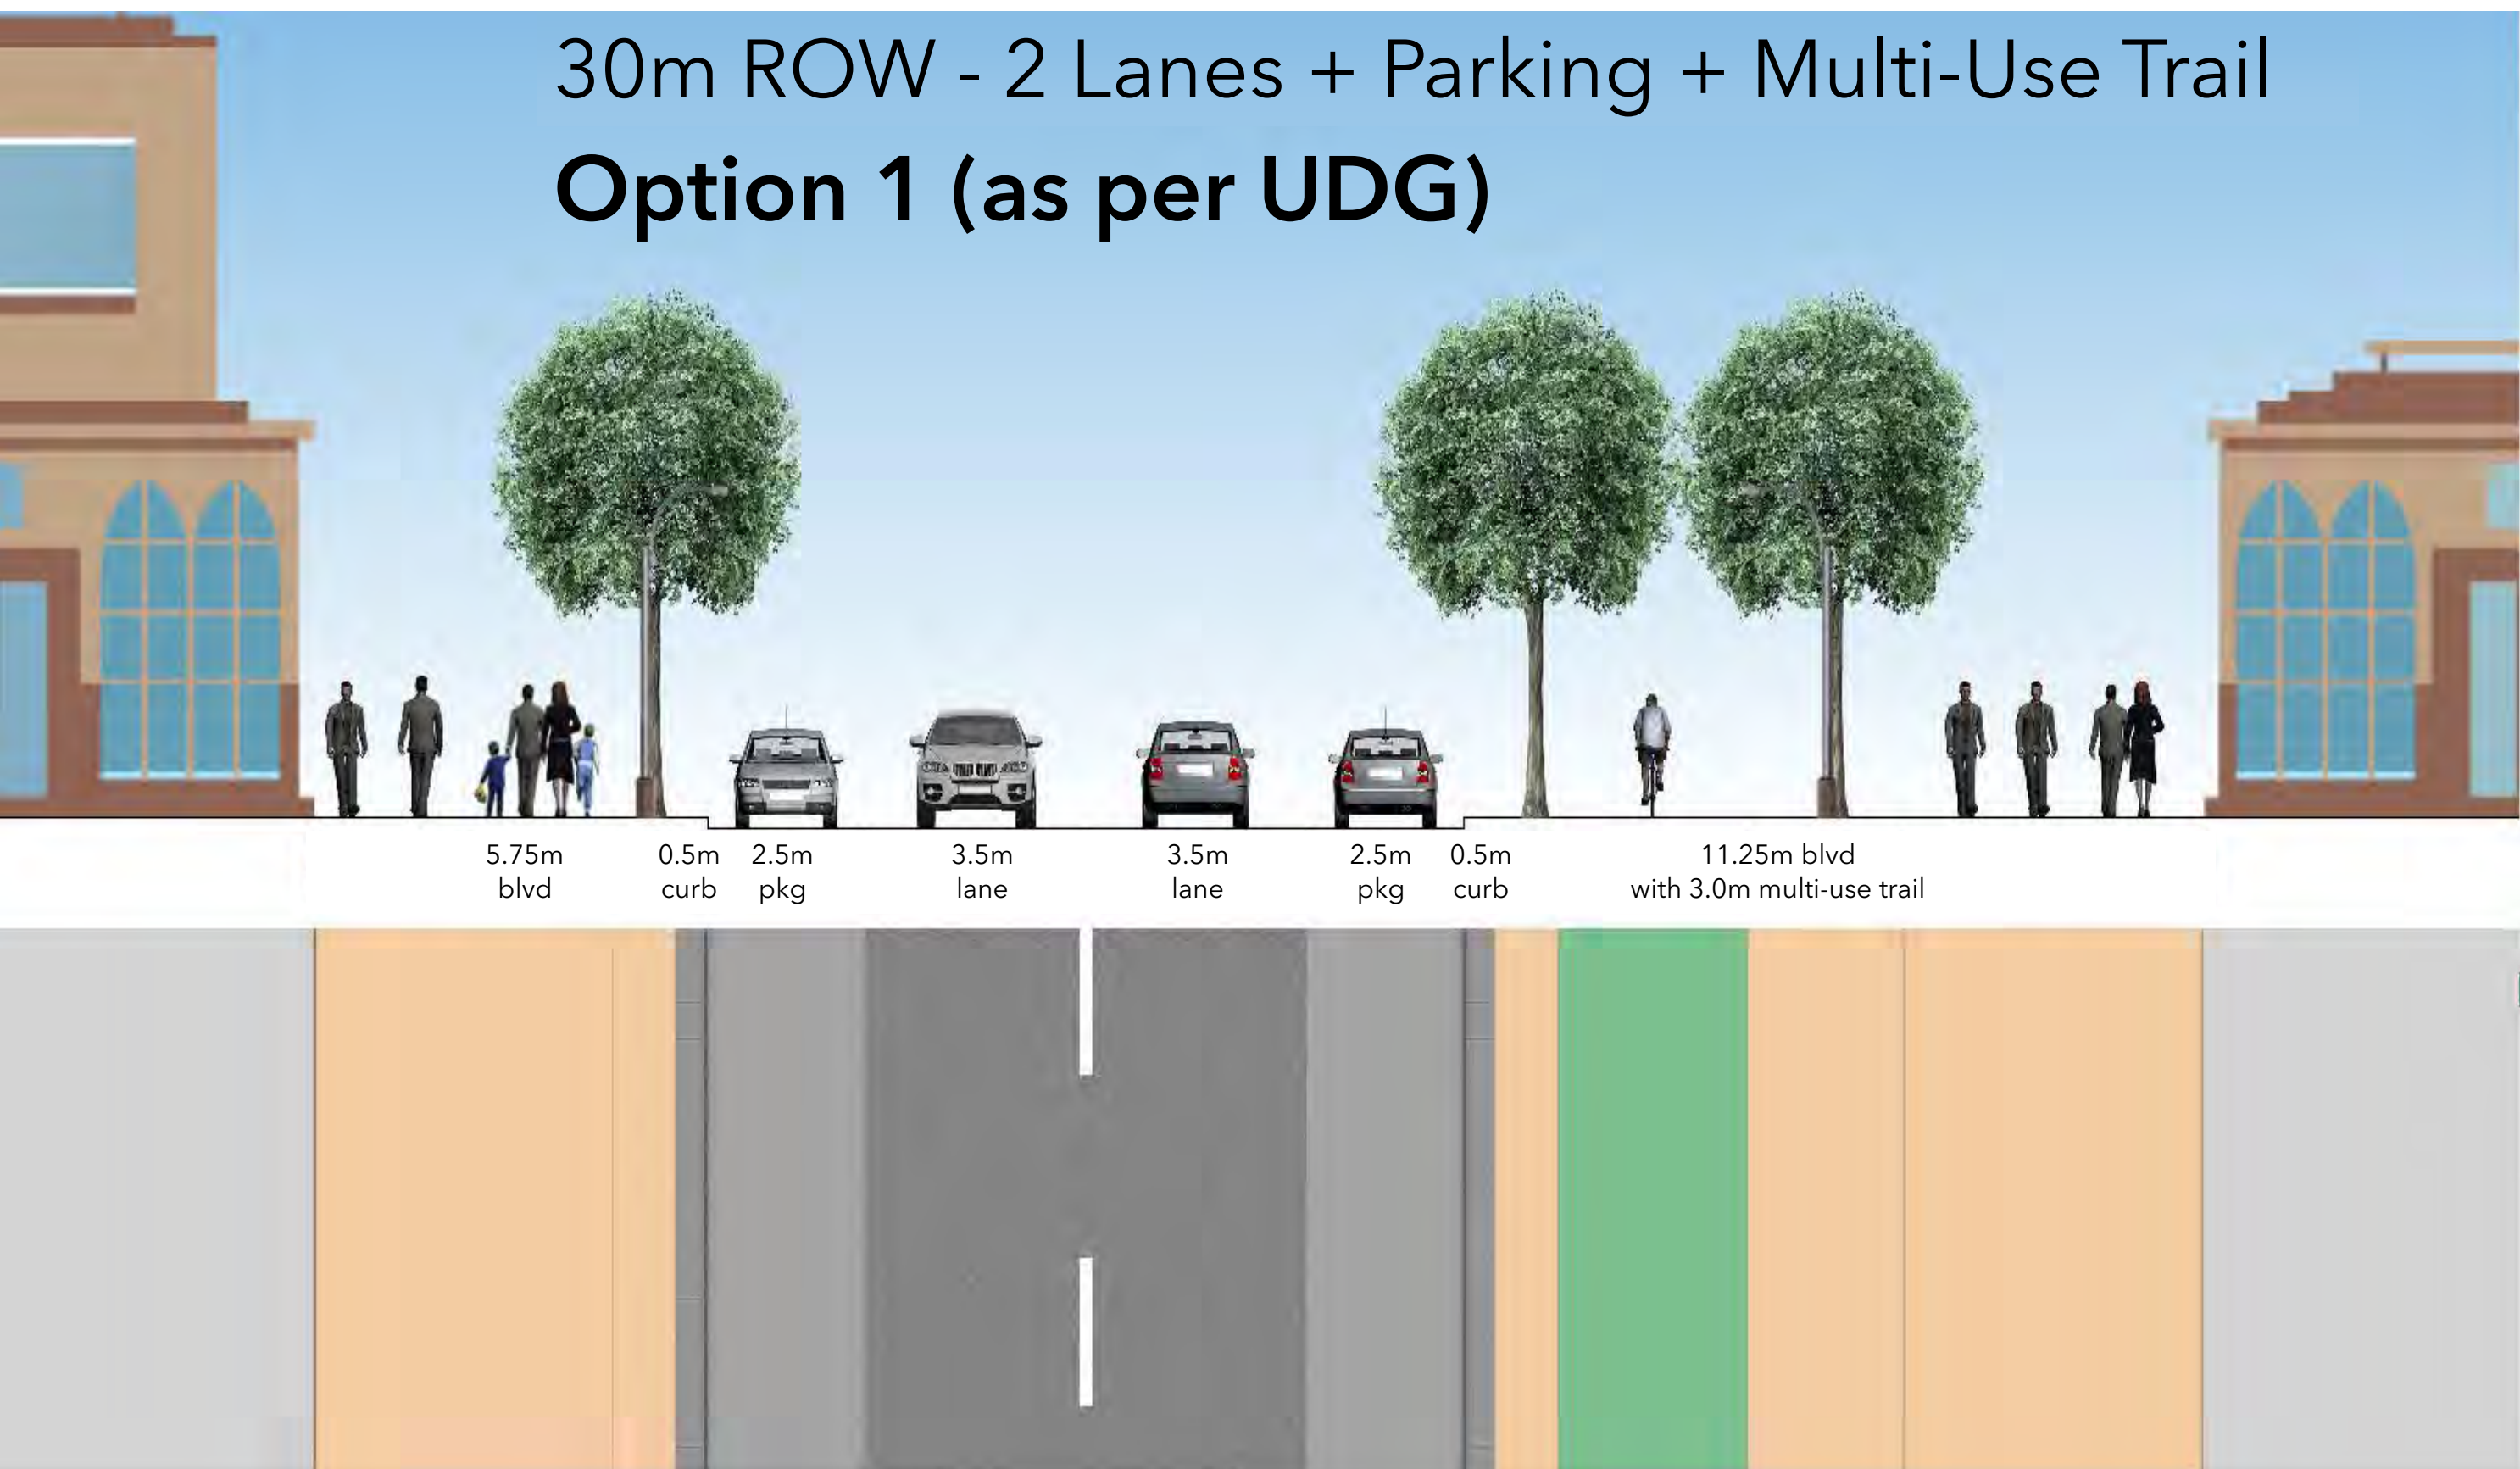 30m ROW - 2 Lanes + Parking + Multi-Use Trail
Option 1 (as per UDG)
5.75m
blvd
0.5m
curb
2.5m
pkg
3.5m
lane
3.5m
lane
2.5m
pkg
0.5m
curb
11.25m blvd
with 3.0m multi-use trail